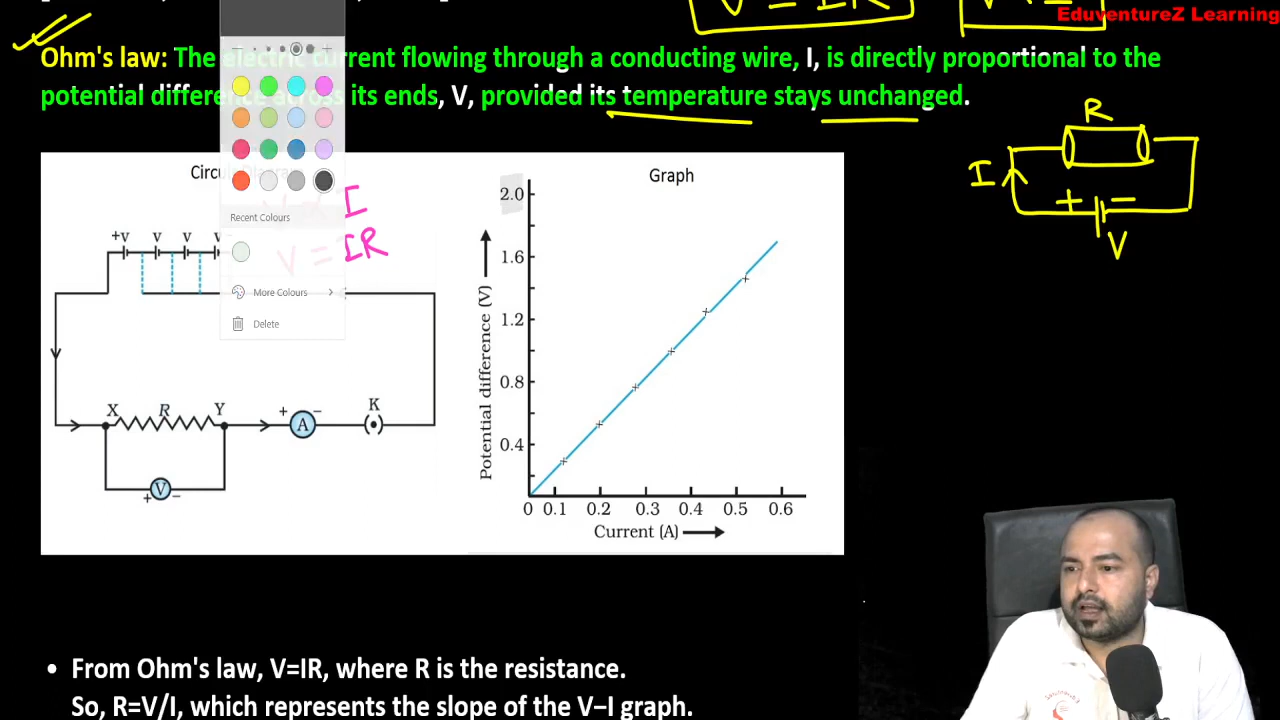 V = IR
EduventureZ Learning
Ohm's law: The electric current flowing through a conducting wire, I, is directly proportional to the
potential difference across its ends, V, provided its temperature stays unchanged.
R
I
+ −
V
Graph
I
V = IR
Recent Colours
More Colours
Delete
+v v v v
X R Y
+ A −
K
+ V −
2.0
1.6
1.2
0.8
0.4
Potential difference (V)
0 0.1 0.2 0.3 0.4 0.5 0.6
Current (A)
• From Ohm's law, V=IR, where R is the resistance.
So, R=V/I, which represents the slope of the V–I graph.